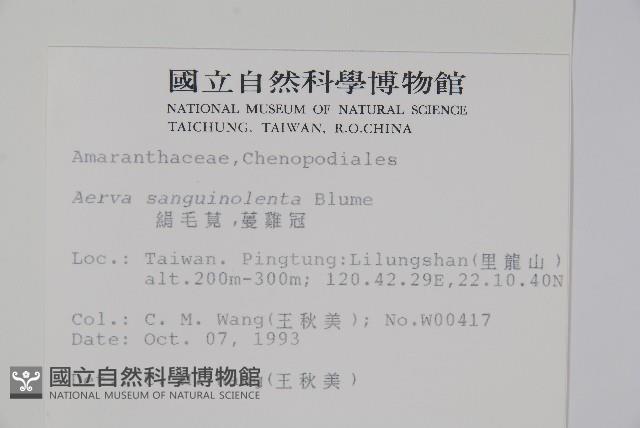 國立自然科學博物館
NATIONAL MUSEUM OF NATURAL SCIENCE
TAICHUNG, TAIWAN, R.O.CHINA
Amaranthaceae,Chenopodiales
Aerva sanguinolenta Blume
絹毛莧,蔓雞冠
Loc.: Taiwan. Pingtung:Lilungshan(里龍山)
alt.200m-300m; 120.42.29E,22.10.40N
Col.: C. M. Wang(王秋美); No.W00417
Date: Oct. 07, 1993
(王秋美)
國立自然科學博物館
NATIONAL MUSEUM OF NATURAL SCIENCE